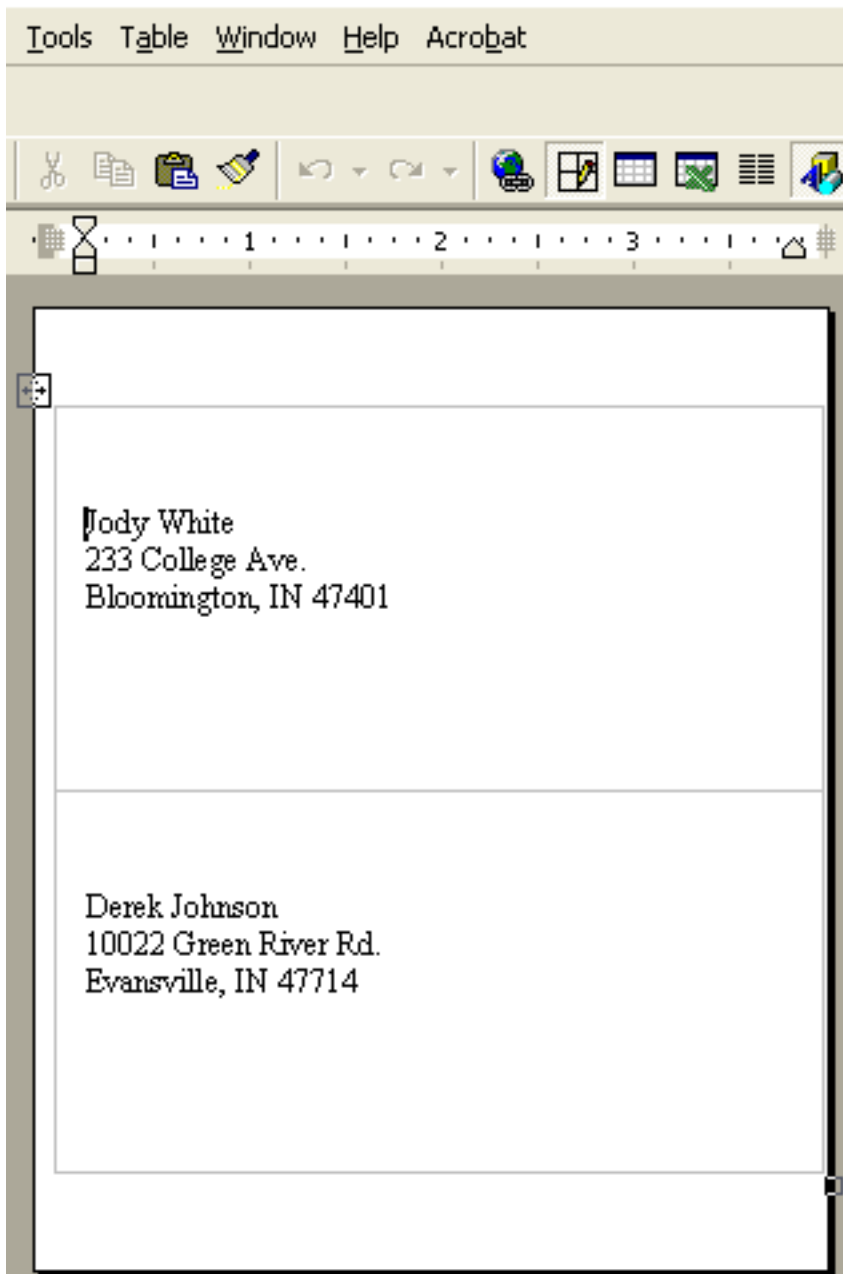 Tools Table Window Help Acrobat
1 2 3
Jody White
233 College Ave.
Bloomington, IN 47401
Derek Johnson
10022 Green River Rd.
Evansville, IN 47714